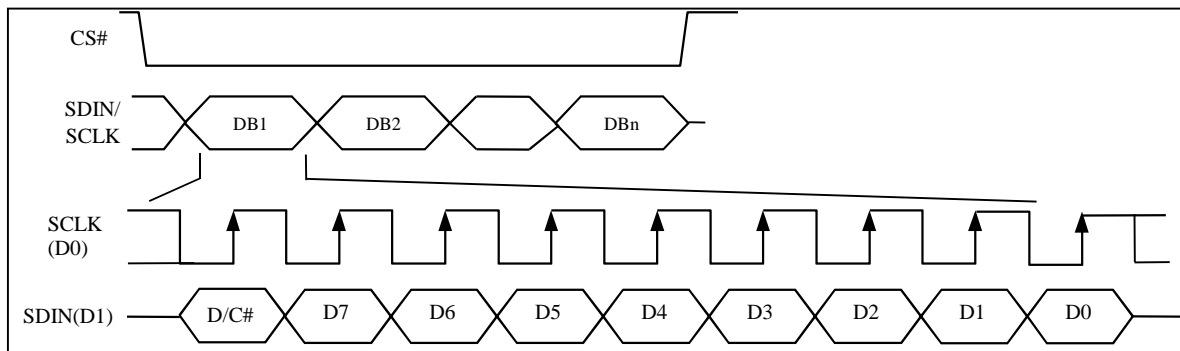 CS#
SDIN/
SCLK
DB1 DB2 DBn
SCLK
(D0)
SDIN(D1) D/C# D7 D6 D5 D4 D3 D2 D1 D0